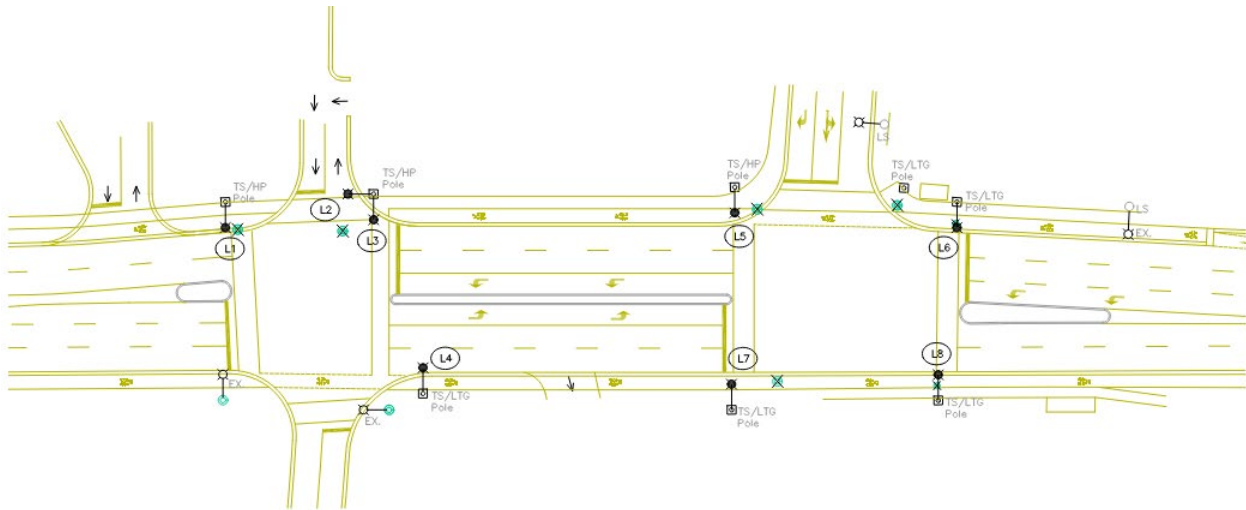 LS
TS/HP
Pole
TS/HP
Pole
TS/HP
Pole
TS/LTG
Pole
TS/LTG
Pole
LS
L2
L1
L3
L5
L6
EX.
L4
L7
L8
EX.
TS/LTG
Pole
EX.
TS/LTG
Pole
TS/LTG
Pole